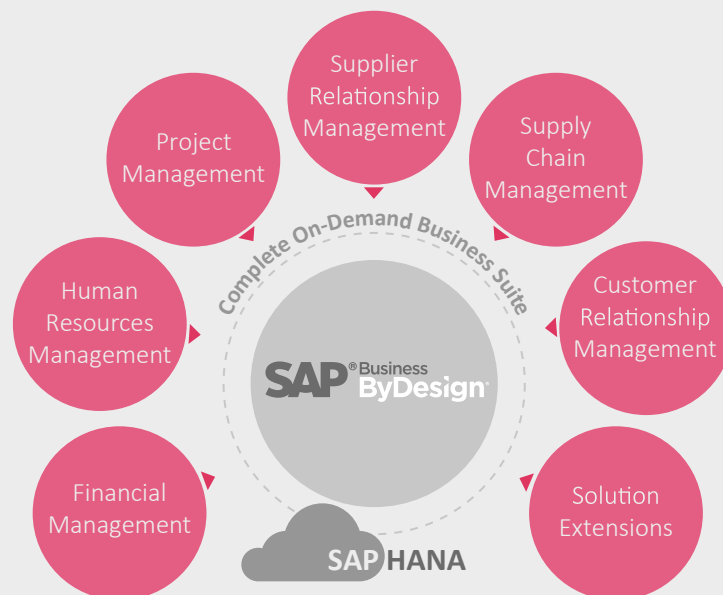 Supplier
Relationship
Management
Project
Management
Supply
Chain
Management
Human
Resources
Management
Customer
Relationship
Management
Financial
Management
Solution
Extensions
Complete On-Demand Business Suite
SAP® Business
ByDesign
SAP HANA